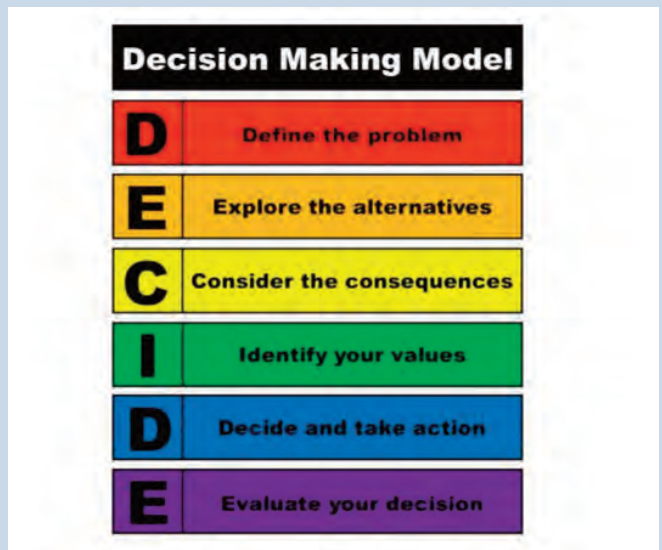 Decision Making Model
D Define the problem
E Explore the alternatives
C Consider the consequences
I Identify your values
D Decide and take action
E Evaluate your decision